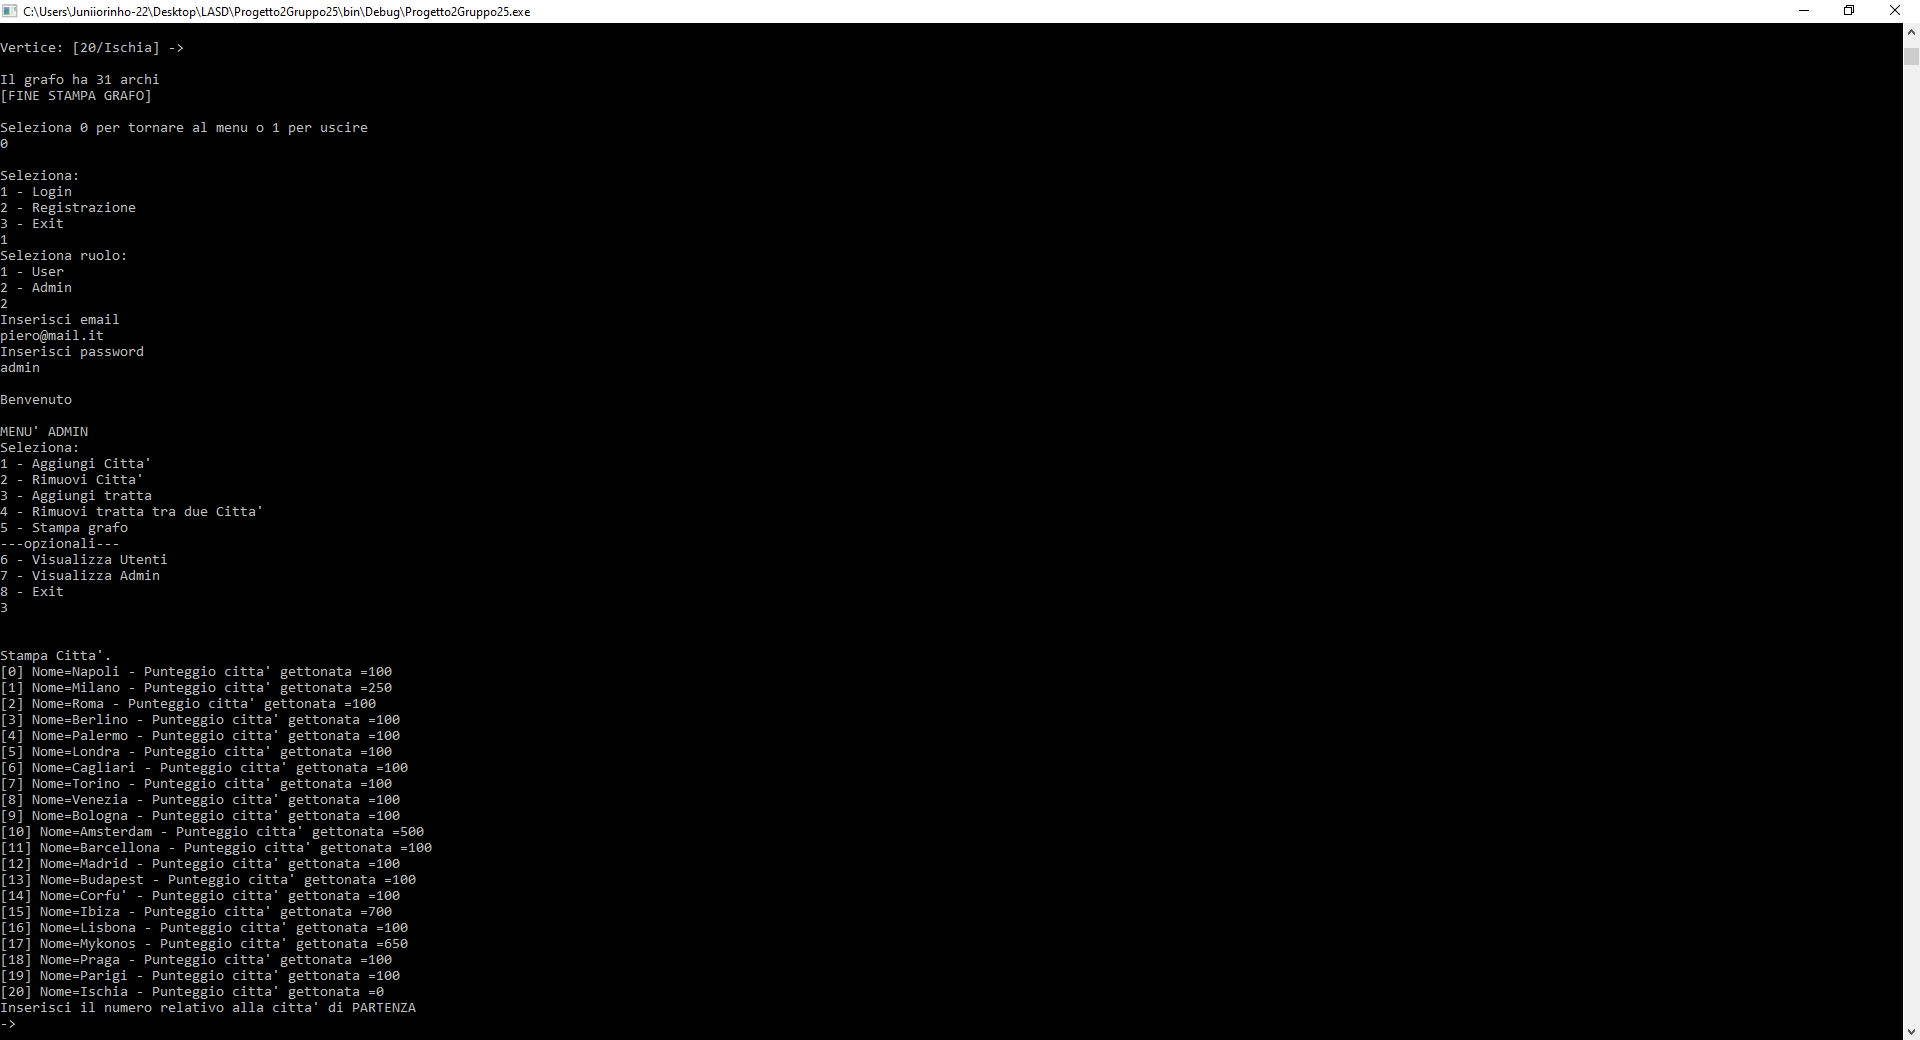 C:\Users\Juniiorinho-22\Desktop\LASD\Progetto2Gruppo25\bin\Debug\Progetto2Gruppo25.exe
Vertice: [20/Ischia] ->
Il grafo ha 31 archi
[FINE STAMPA GRAFO]
Seleziona 0 per tornare al menu o 1 per uscire
0
Seleziona:
1 - Login
2 - Registrazione
3 - Exit
1
Seleziona ruolo:
1 - User
2 - Admin
2
Inserisci email
piero@mail.it
Inserisci password
admin
Benvenuto
MENU' ADMIN
Seleziona:
1 - Aggiungi Citta'
2 - Rimuovi Citta'
3 - Aggiungi tratta
4 - Rimuovi tratta tra due Citta'
5 - Stampa grafo
---opzionali---
6 - Visualizza Utenti
7 - Visualizza Admin
8 - Exit
3
Stampa Citta'.
[0] Nome=Napoli - Punteggio citta' gettonata =100
[1] Nome=Milano - Punteggio citta' gettonata =250
[2] Nome=Roma - Punteggio citta' gettonata =100
[3] Nome=Berlino - Punteggio citta' gettonata =100
[4] Nome=Palermo - Punteggio citta' gettonata =100
[5] Nome=Londra - Punteggio citta' gettonata =100
[6] Nome=Cagliari - Punteggio citta' gettonata =100
[7] Nome=Torino - Punteggio citta' gettonata =100
[8] Nome=Venezia - Punteggio citta' gettonata =100
[9] Nome=Bologna - Punteggio citta' gettonata =100
[10] Nome=Amsterdam - Punteggio citta' gettonata =500
[11] Nome=Barcellona - Punteggio citta' gettonata =100
[12] Nome=Madrid - Punteggio citta' gettonata =100
[13] Nome=Budapest - Punteggio citta' gettonata =100
[14] Nome=Corfu' - Punteggio citta' gettonata =100
[15] Nome=Ibiza - Punteggio citta' gettonata =700
[16] Nome=Lisbona - Punteggio citta' gettonata =100
[17] Nome=Mykonos - Punteggio citta' gettonata =650
[18] Nome=Praga - Punteggio citta' gettonata =100
[19] Nome=Parigi - Punteggio citta' gettonata =100
[20] Nome=Ischia - Punteggio citta' gettonata =0
Inserisci il numero relativo alla citta' di PARTENZA
->